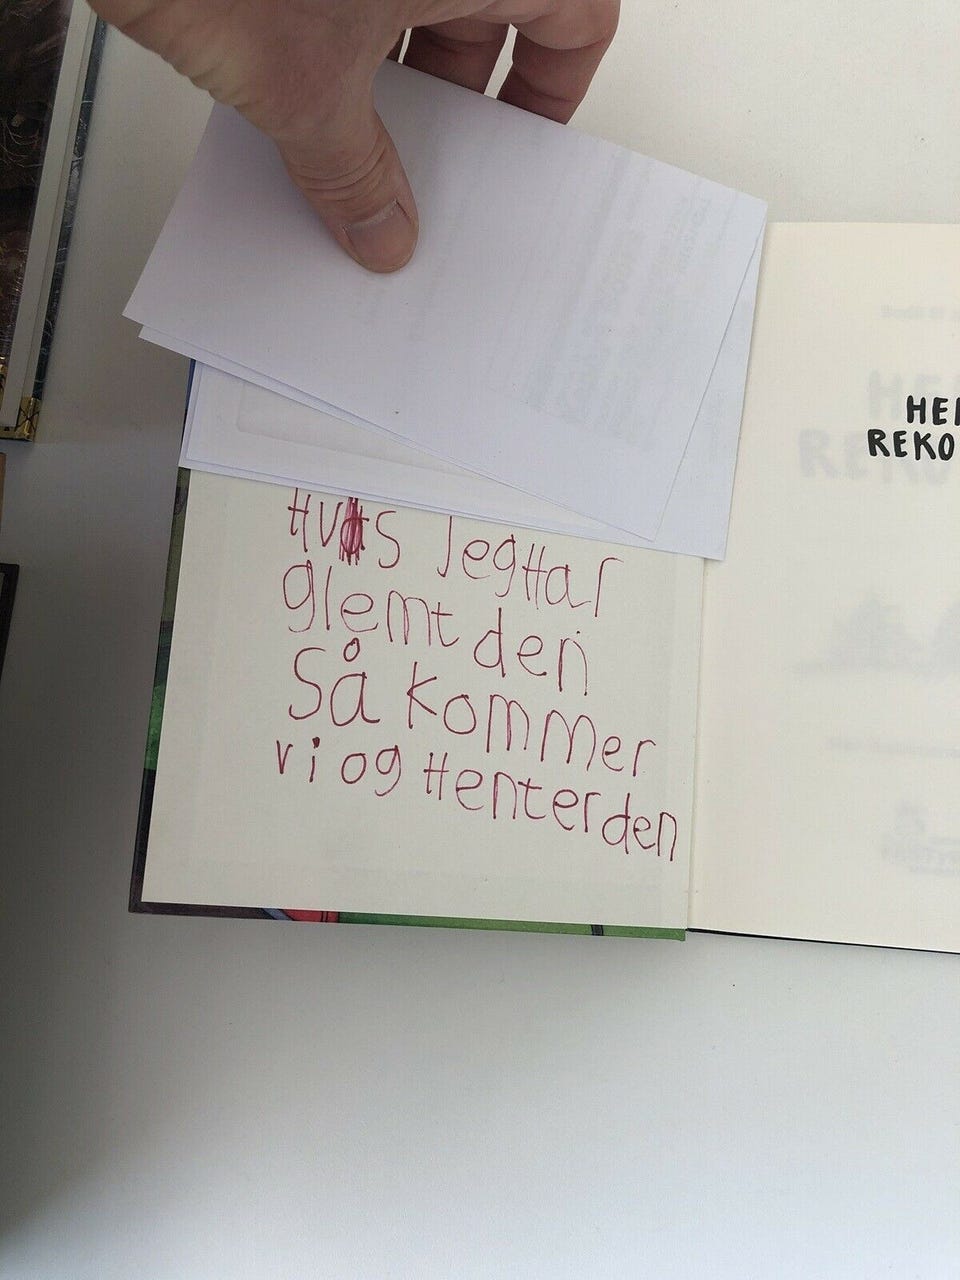 Hvis Jeg Har
glemt den
Så kommer
vi og Henter den
HE
REKO